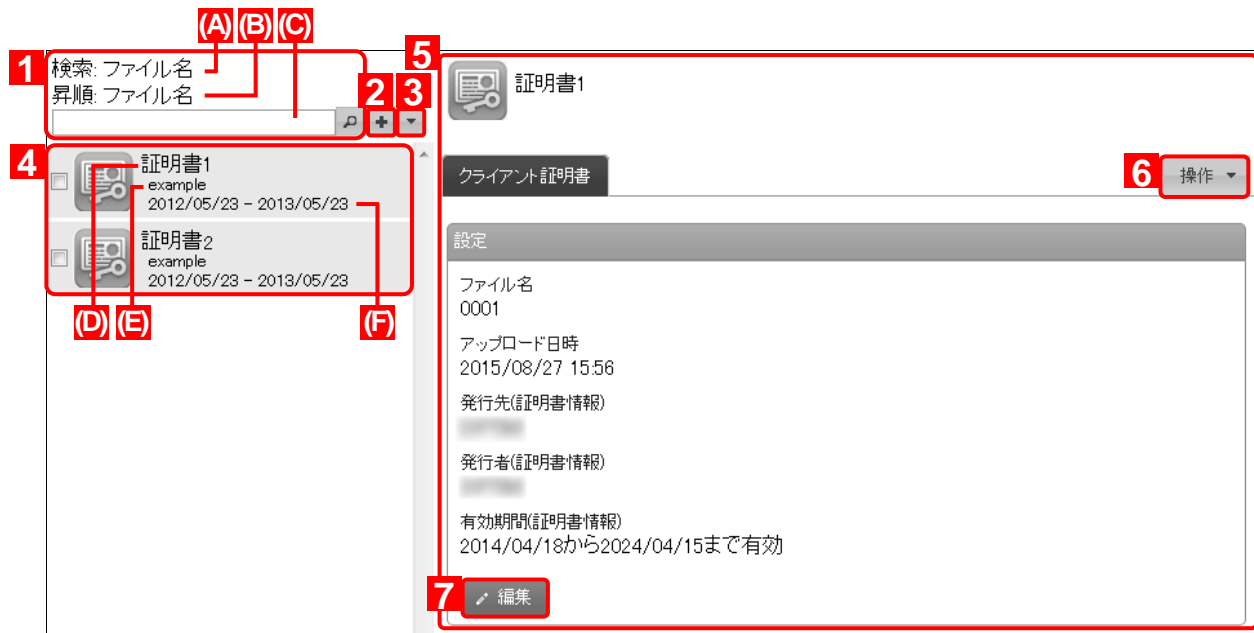 (A) (B) (C)
1
検索: ファイル名
昇順: ファイル名
2 3
4
証明書1
example
2012/05/23 - 2013/05/23
証明書2
example
2012/05/23 - 2013/05/23
(D) (E) (F)
5
証明書1
クライアント証明書
6
操作
設定
ファイル名
0001
アップロード日時
2015/08/27 15:56
発行先(証明書情報)
発行者(証明書情報)
有効期間(証明書情報)
2014/04/18から2024/04/15まで有効
7
編集